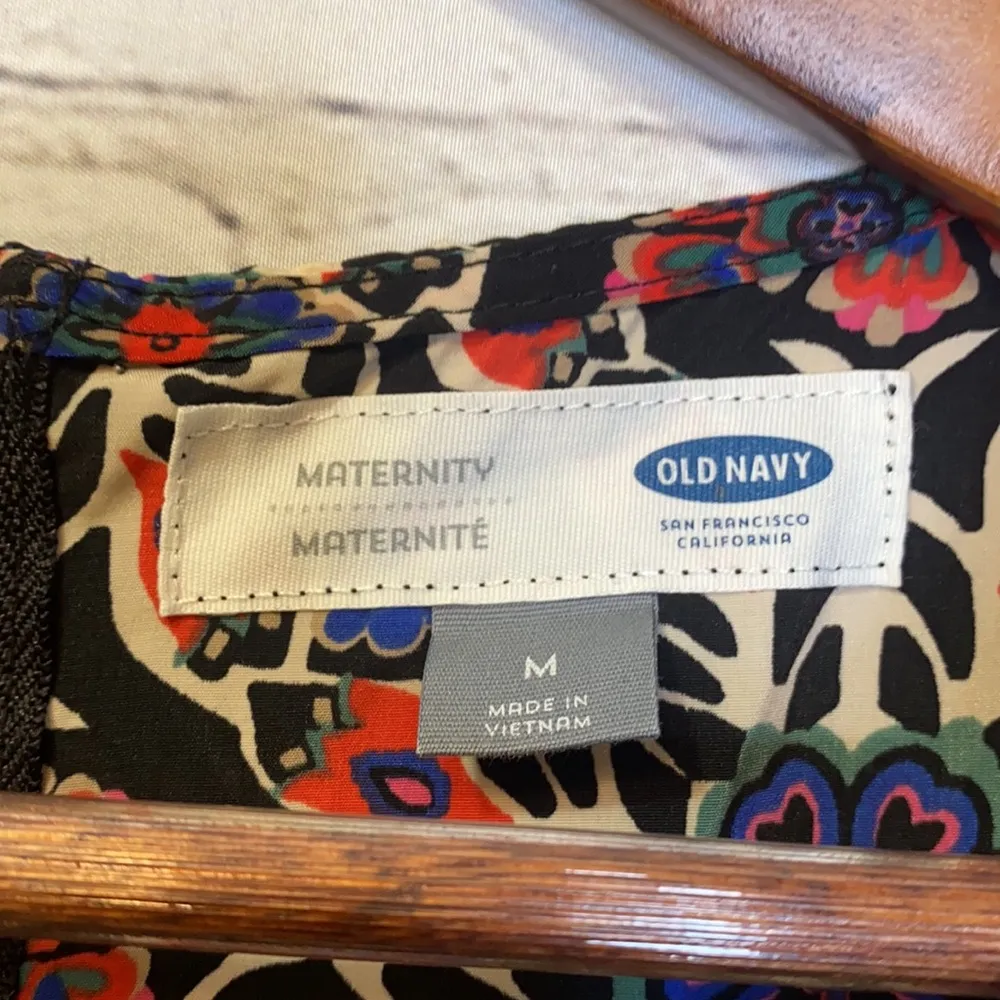 MATERNITY
MATERNITÉ
OLD NAVY
SAN FRANCISCO
CALIFORNIA
M
MADE IN
VIETNAM